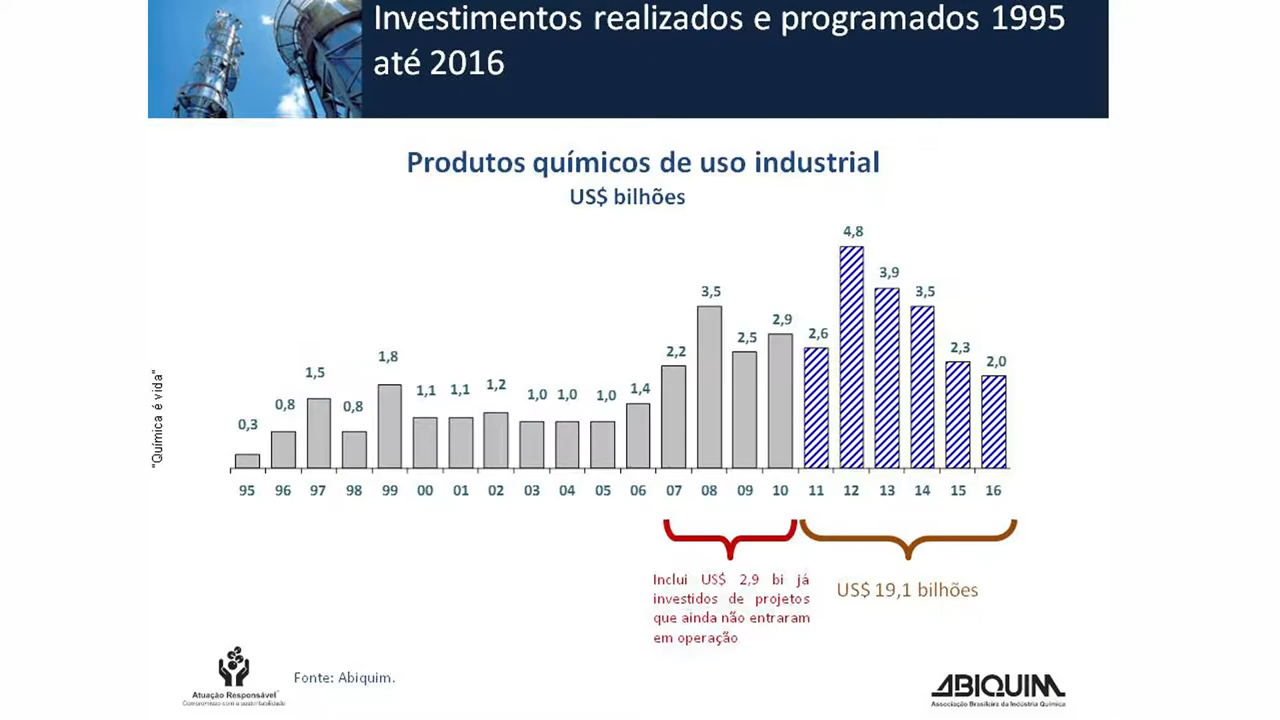 Investimentos realizados e programados 1995
até 2016
Produtos químicos de uso industrial
US$ bilhões
0,3 0,8 1,5 0,8 1,8 1,1 1,1 1,2 1,0 1,0 1,0 1,4 2,2 3,5 2,5 2,9 2,6 4,8 3,9 3,5 2,3 2,0
95 96 97 98 99 00 01 02 03 04 05 06 07 08 09 10 11 12 13 14 15 16
"Química é vida"
Inclui US$ 2,9 bi já
investidos de projetos
que ainda não entraram
em operação
US$ 19,1 bilhões
Atuação Responsável
Compromisso com a sustentabilidade
Fonte: Abiquim.
ABIQUIM
Associação Brasileira da Indústria Química